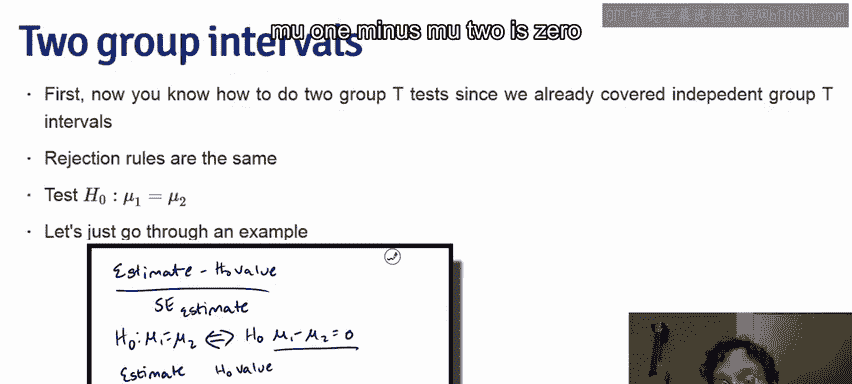 Two group intervals
mu one minus mu two is zero
· First, now you know how to do two group T tests since we already covered indepedent group T
intervals
· Rejection rules are the same
· Test H₀ : μ₁ = μ₂
· Let's just go through an example
Estimate - H₀ value
SE estimate
H₀: μ₁ = μ₂ ⇔ H₀ μ₁ - μ₂ = 0
Estimate H₀ value